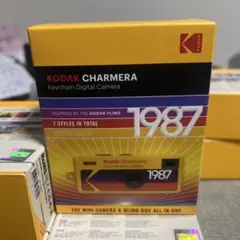 KODAK
KODAK CHARMERA
Keychain Digital Camera
INSPIRED BY THE KODAK FLING
7 STYLES IN TOTAL
1987
Kodak Charmera
1987
THE MINI CAMERA & BLIND BOX ALL IN ONE